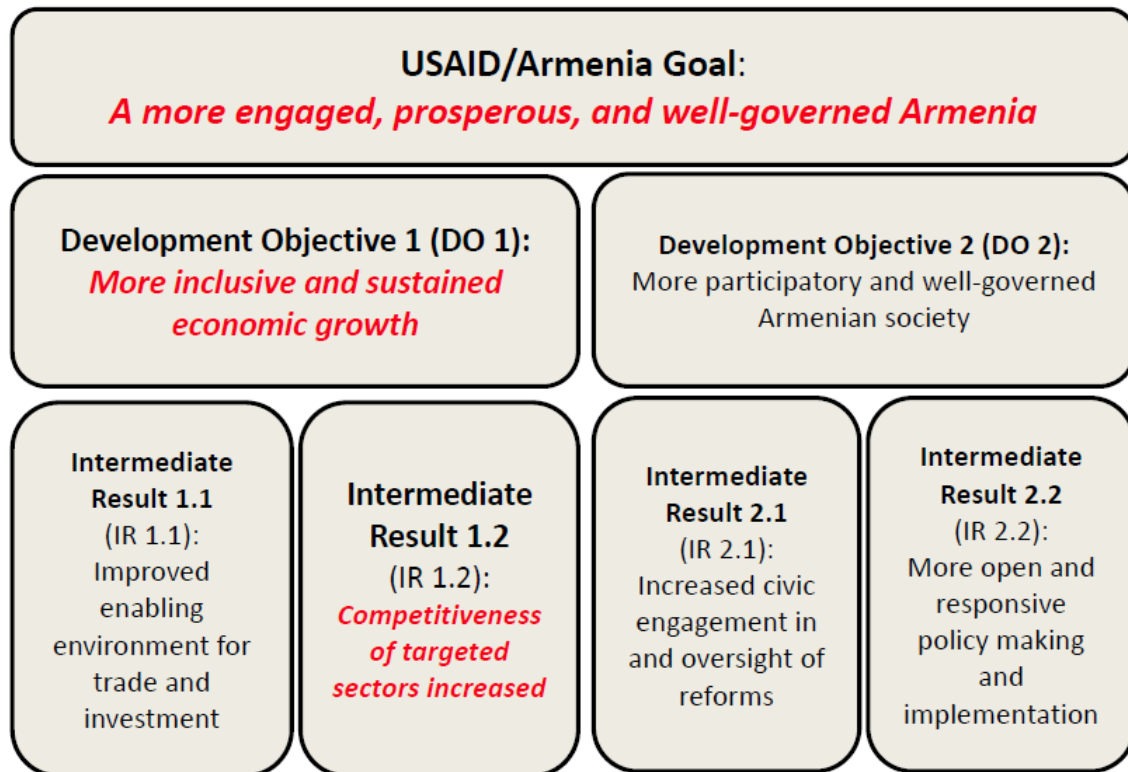 USAID/Armenia Goal:
A more engaged, prosperous, and well-governed Armenia
Development Objective 1 (DO 1):
More inclusive and sustained
economic growth
Development Objective 2 (DO 2):
More participatory and well-governed
Armenian society
Intermediate
Result 1.1
(IR 1.1):
Improved
enabling
environment for
trade and
investment
Intermediate
Result 1.2
(IR 1.2):
Competitiveness
of targeted
sectors increased
Intermediate
Result 2.1
(IR 2.1):
Increased civic
engagement in
and oversight of
reforms
Intermediate
Result 2.2
(IR 2.2):
More open and
responsive
policy making
and
implementation